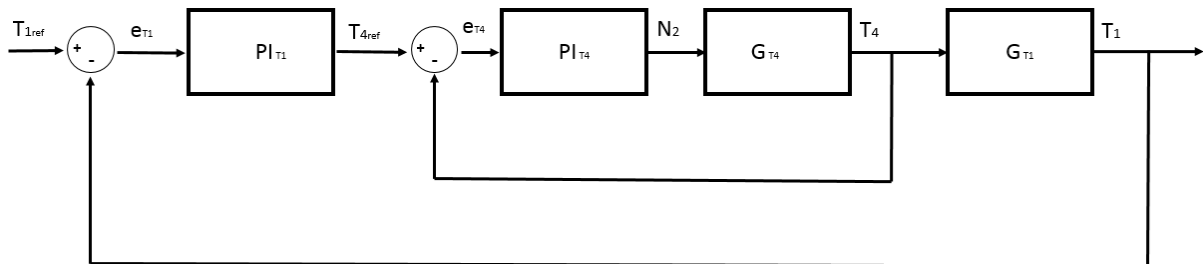 T1ref
+
-
eT1
PIT1
T4ref
+
-
eT4
PIT4
N2
GT4
T4
GT1
T1